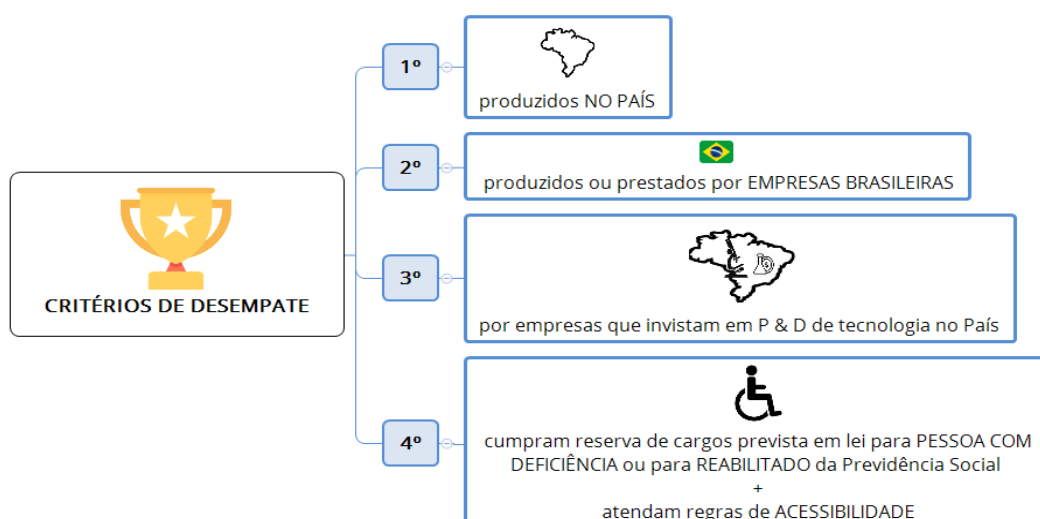 1º
produzidos NO PAÍS
2º
produzidos ou prestados por EMPRESAS BRASILEIRAS
CRITÉRIOS DE DESEMPATE
3º
por empresas que invistam em P & D de tecnologia no País
4º
cumpram reserva de cargos prevista em lei para PESSOA COM
DEFICIÊNCIA ou para REABILITADO da Previdência Social
+
atendam regras de ACESSIBILIDADE